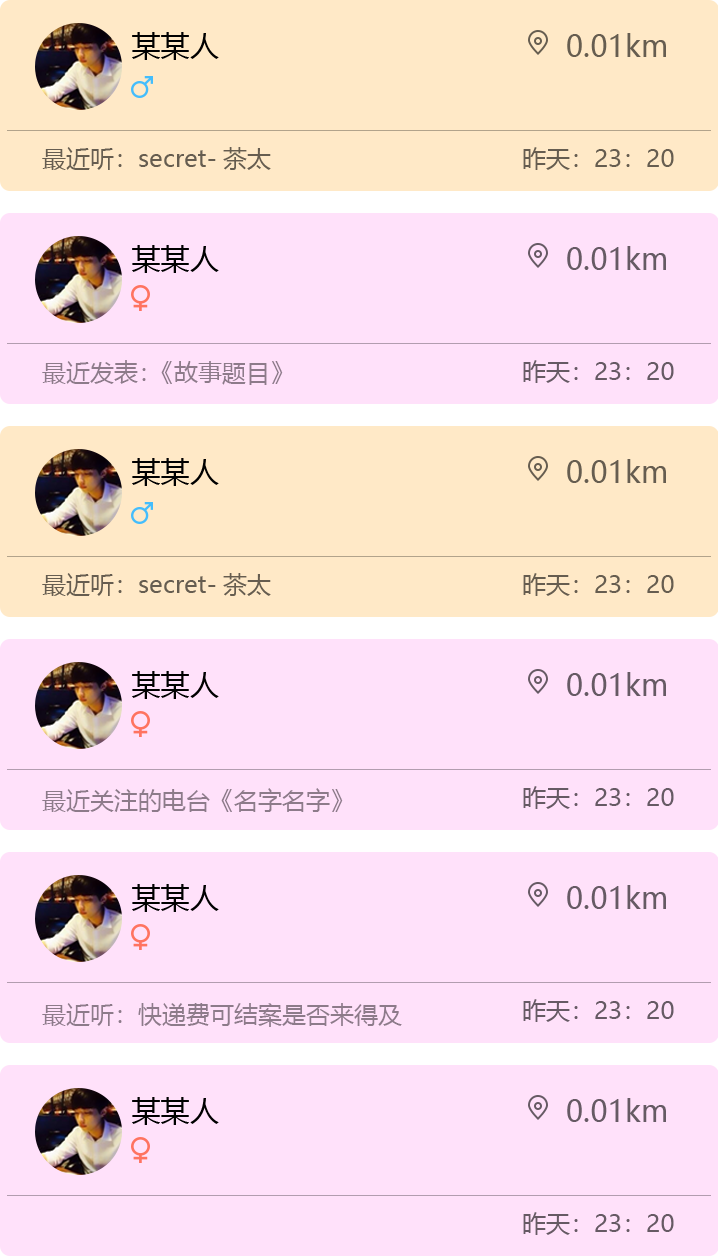 某某人 0.01km
最近听：secret- 茶太 昨天：23：20
某某人 0.01km
最近发表：《故事题目》 昨天：23：20
某某人 0.01km
最近听：secret- 茶太 昨天：23：20
某某人 0.01km
最近关注的电台《名字名字》 昨天：23：20
某某人 0.01km
最近听：快递费可结案是否来得及 昨天：23：20
某某人 0.01km
昨天：23：20